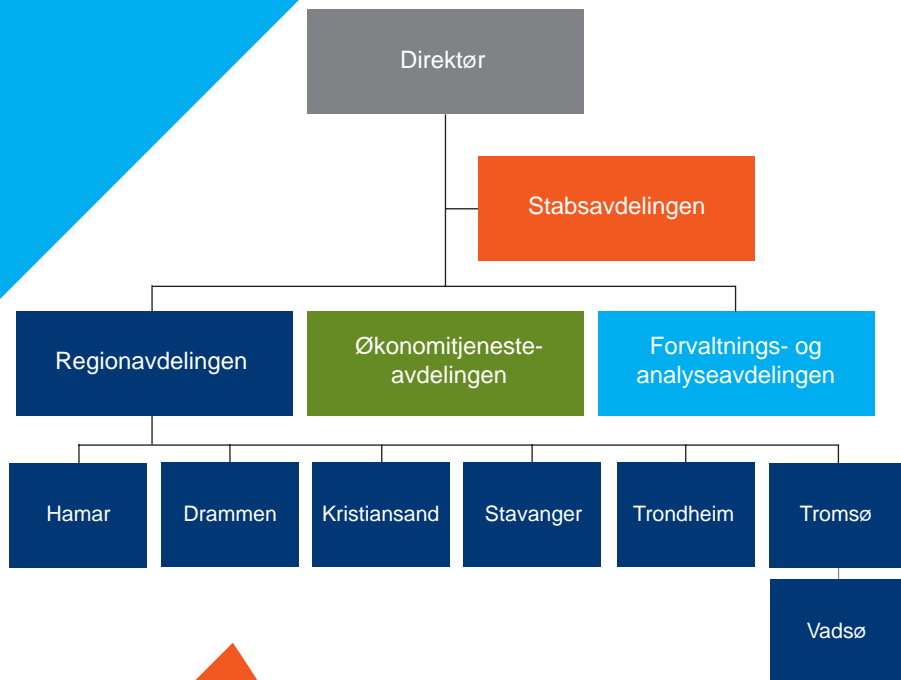 Direktør
Stabsavdelingen
Regionavdelingen
Økonomitjeneste-
avdelingen
Forvaltnings- og
analyseavdelingen
Hamar
Drammen
Kristiansand
Stavanger
Trondheim
Tromsø
Vadsø